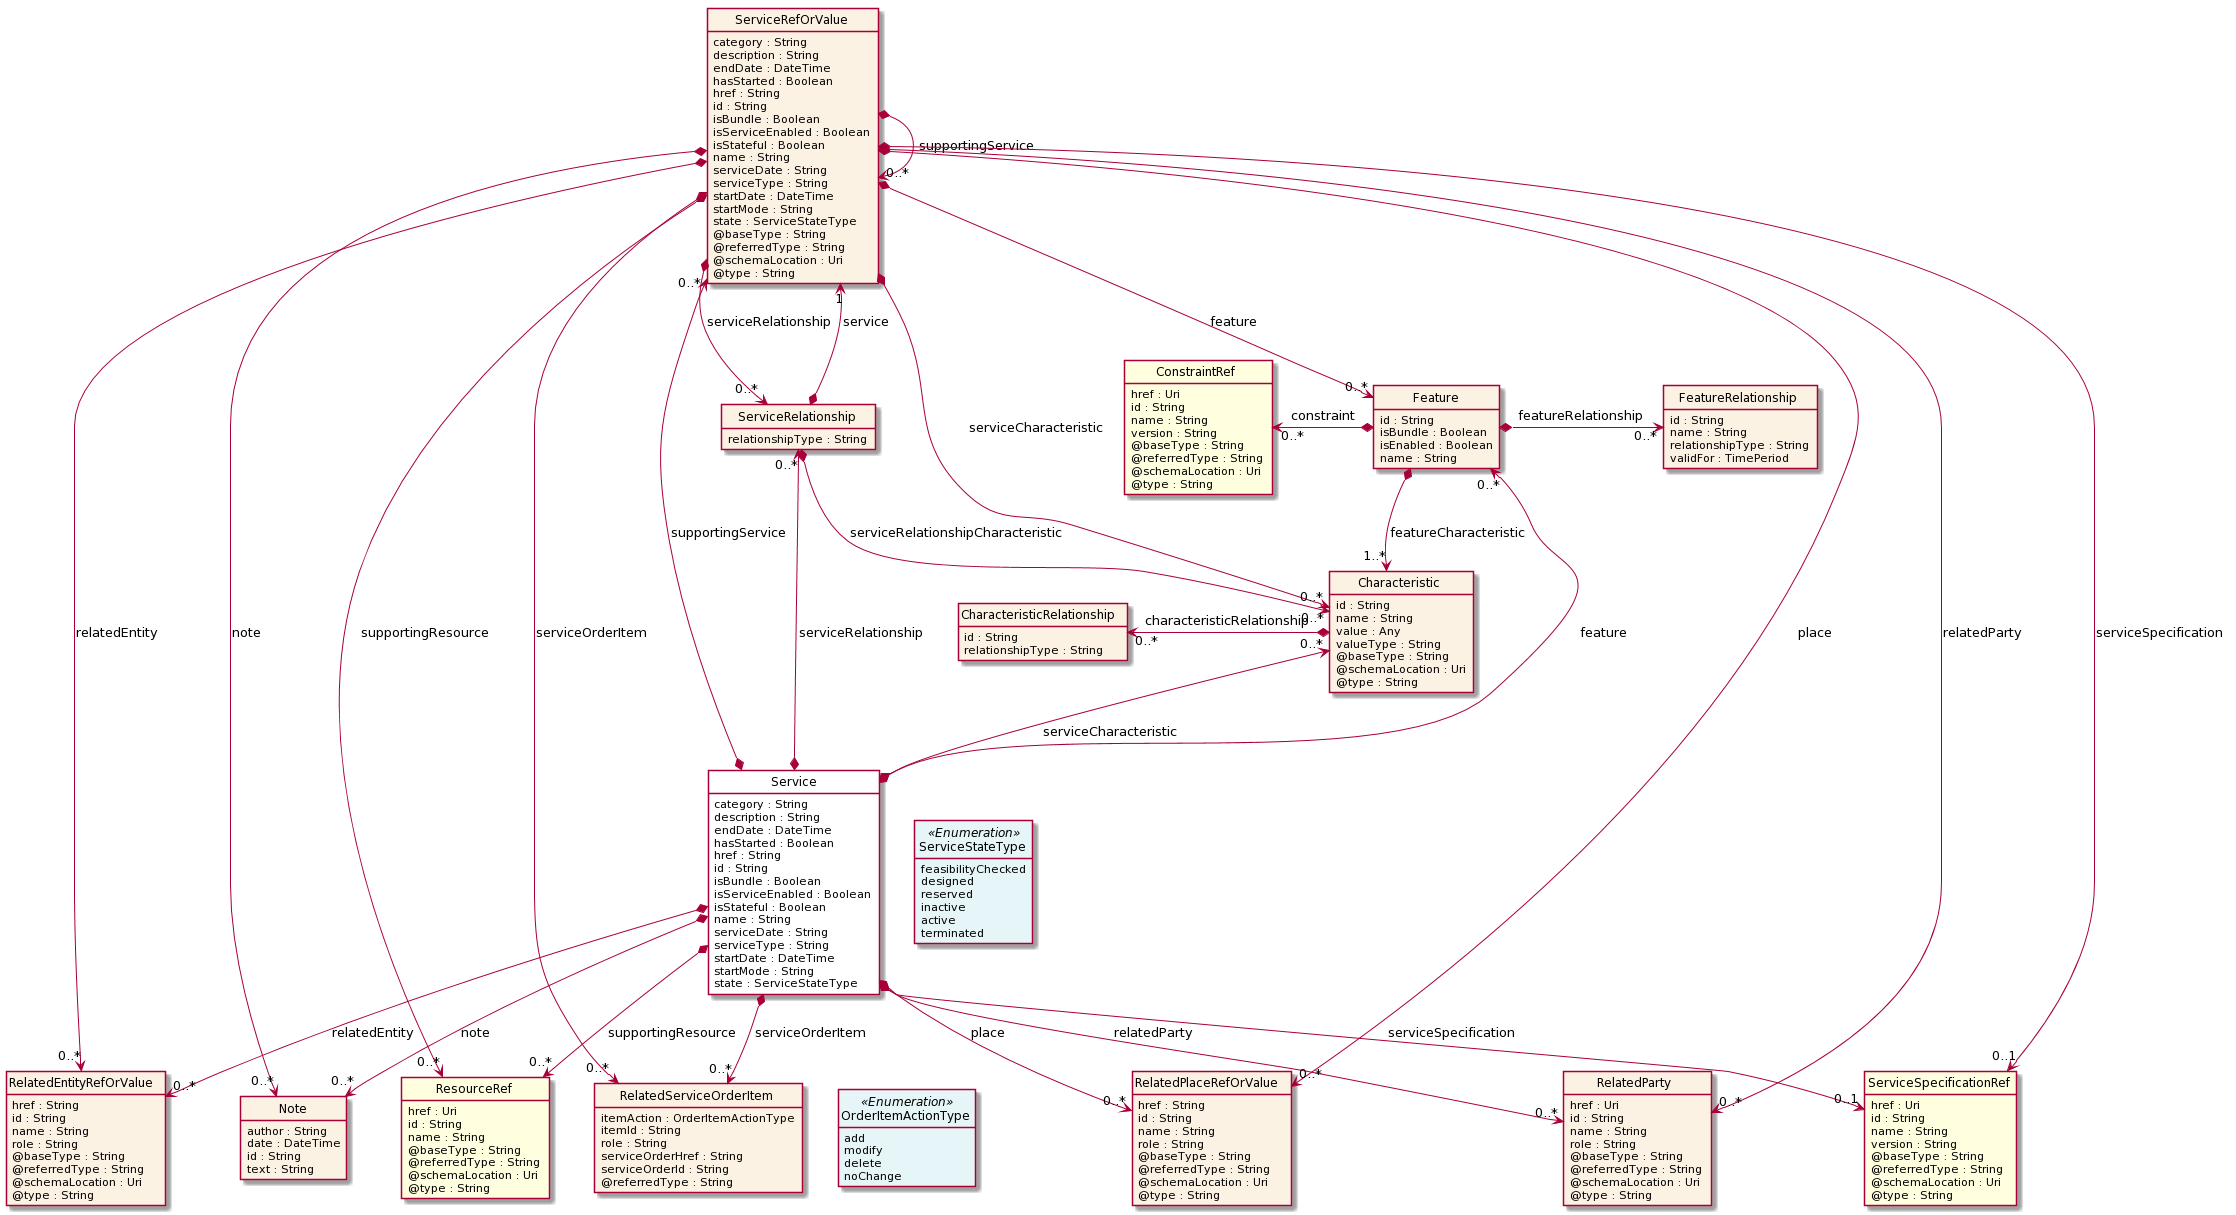 ServiceRefOrValue
category : String
description : String
endDate : DateTime
hasStarted : Boolean
href : String
id : String
isBundle : Boolean
isServiceEnabled : Boolean
isStateful : Boolean
name : String
serviceDate : String
serviceType : String
startDate : DateTime
startMode : String
state : ServiceStateType
@baseType : String
@referredType : String
@schemaLocation : Uri
@type : String
supportingService
0..*
0..*
1
serviceRelationship
service
feature
0..*
0..*
ServiceRelationship
relationshipType : String
0..*
ConstraintRef
href : Uri
id : String
name : String
version : String
@baseType : String
@referredType : String
@schemaLocation : Uri
@type : String
constraint
0..*
Feature
id : String
isBundle : Boolean
isEnabled : Boolean
name : String
0..*
featureRelationship
0..*
FeatureRelationship
id : String
name : String
relationshipType : String
validFor : TimePeriod
serviceCharacteristic
supportingService
serviceRelationshipCharacteristic
featureCharacteristic
1..*
Characteristic
id : String
name : String
value : Any
valueType : String
@baseType : String
@schemaLocation : Uri
@type : String
0..*
0..*
0..*
CharacteristicRelationship
id : String
relationshipType : String
characteristicRelationship
0..*
relatedEntity
note
supportingResource
serviceOrderItem
serviceRelationship
feature
place
relatedParty
serviceSpecification
serviceCharacteristic
Service
category : String
description : String
endDate : DateTime
hasStarted : Boolean
href : String
id : String
isBundle : Boolean
isServiceEnabled : Boolean
isStateful : Boolean
name : String
serviceDate : String
serviceType : String
startDate : DateTime
startMode : String
state : ServiceStateType
«Enumeration»
ServiceStateType
feasibilityChecked
designed
reserved
inactive
active
terminated
relatedEntity
note
supportingResource
serviceOrderItem
place
relatedParty
serviceSpecification
0..*
0..*
0..*
0..*
0..*
0..*
0..*
0..*
0..*
0..*
0..*
0..*
0..1
0..1
RelatedEntityRefOrValue
href : String
id : String
name : String
role : String
@baseType : String
@referredType : String
@schemaLocation : Uri
@type : String
Note
author : String
date : DateTime
id : String
text : String
ResourceRef
href : Uri
id : String
name : String
@baseType : String
@referredType : String
@schemaLocation : Uri
@type : String
RelatedServiceOrderItem
itemAction : OrderItemActionType
itemId : String
role : String
serviceOrderHref : String
serviceOrderId : String
@referredType : String
«Enumeration»
OrderItemActionType
add
modify
delete
noChange
RelatedPlaceRefOrValue
href : String
id : String
name : String
role : String
@baseType : String
@referredType : String
@schemaLocation : Uri
@type : String
RelatedParty
href : Uri
id : String
name : String
role : String
@baseType : String
@referredType : String
@schemaLocation : Uri
@type : String
ServiceSpecificationRef
href : Uri
id : String
name : String
version : String
@baseType : String
@referredType : String
@schemaLocation : Uri
@type : String